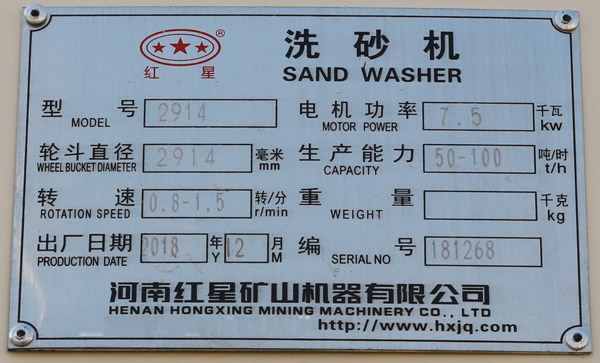 ® 洗砂机
红星 SAND WASHER
型号 2914 电机功率 7.5 千瓦
MODEL MOTOR POWER kw
轮斗直径 2914 毫米 生产能力 50-100 吨/时
WHEEL BUCKET DIAMETER mm CAPACITY t/h
转速 0.8-1.5 转/分 重量 千克
ROTATION SPEED r/min WEIGHT kg
出厂日期 2018 年 12 月 编号 181268
PRODUCTION DATE Y M SERIAL NO
河南红星矿山机器有限公司
HENAN HONGXING MINING MACHINERY CO., LTD
http://www.hxjq.com